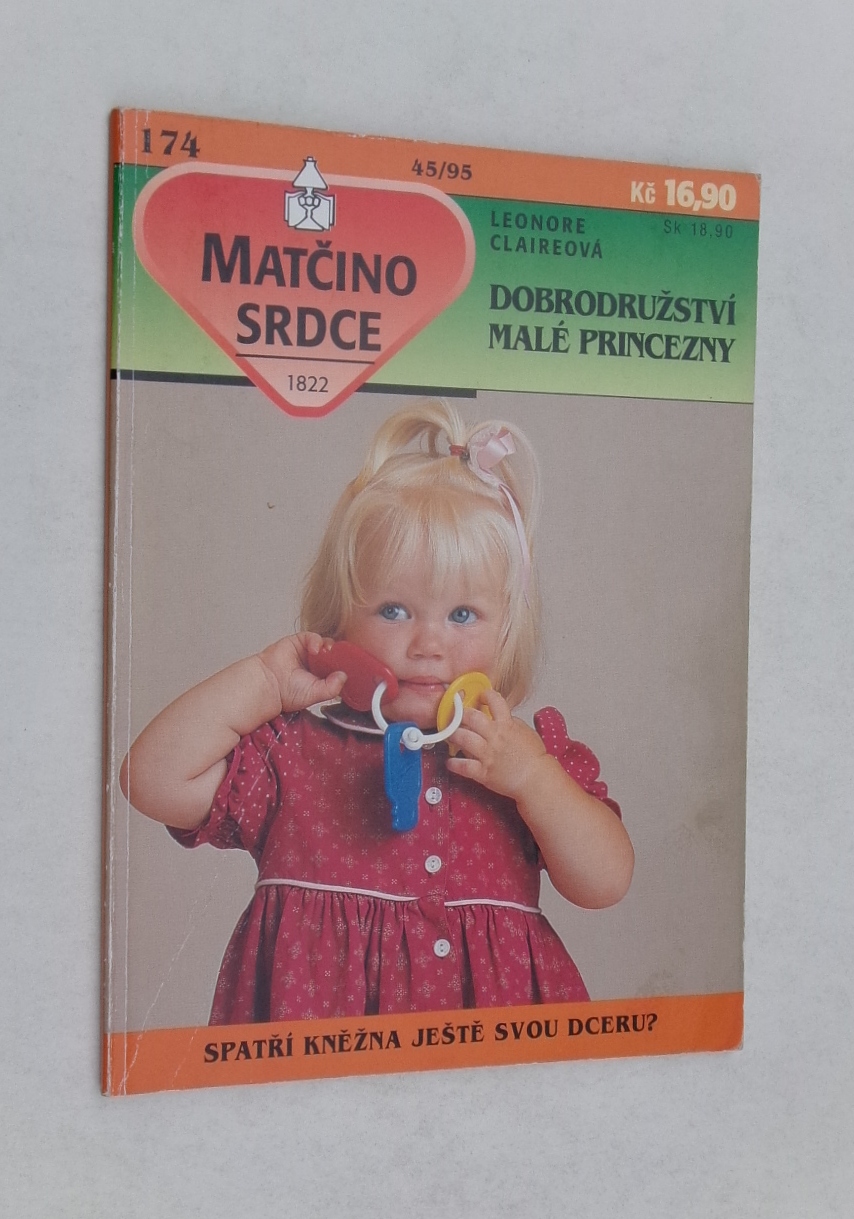 174
45/95
Kč 16,90
Sk 18,90
MATČINO
SRDCE
1822
LEONORE
CLAIREOVÁ
DOBRODRUŽSTVÍ
MALÉ PRINCEZNY
SPATŘÍ KNĚŽNA JEŠTĚ SVOU DCERU?